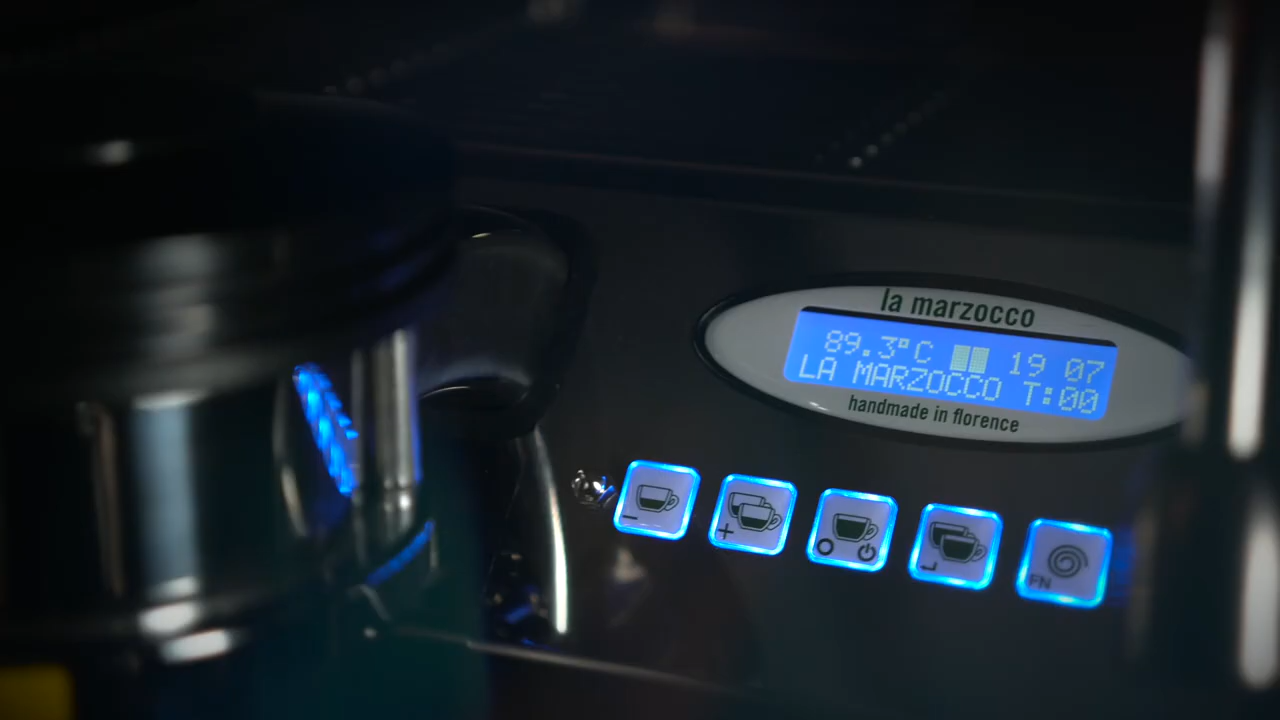 la marzocco
89.3°C 19 07
LA MARZOCCO T:00
handmade in florence
FN